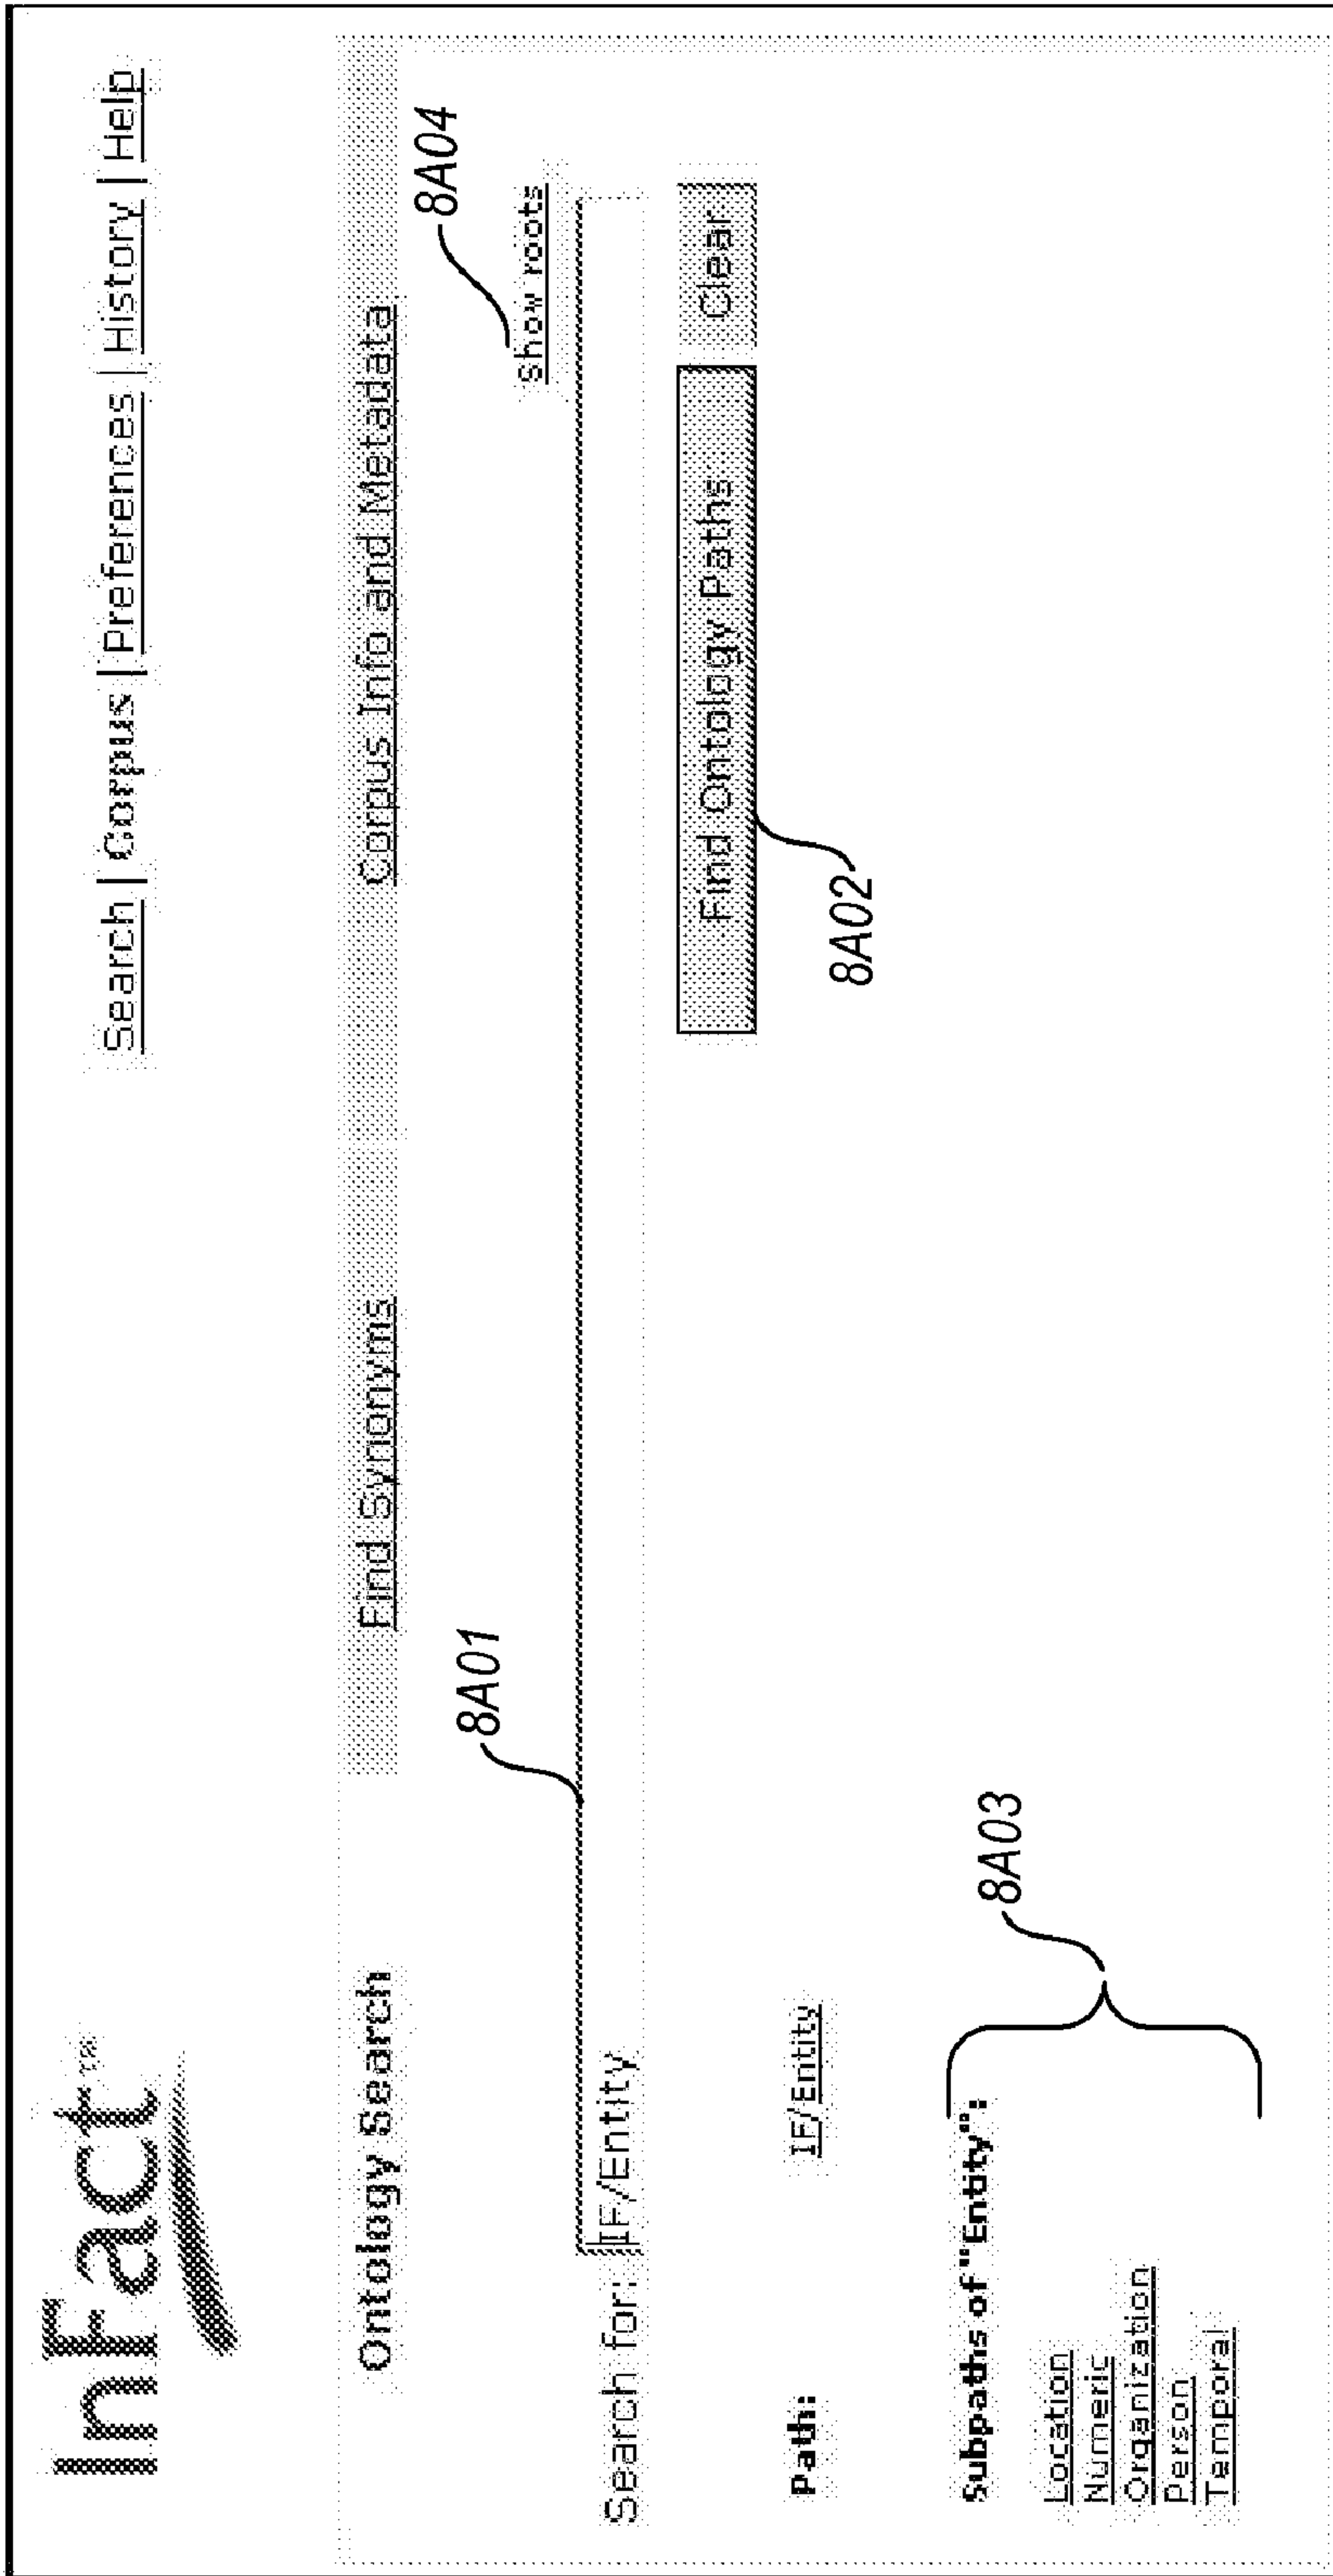 InFact™
Search | Corpus | Preferences | History | Help
Ontology Search Find Synonyms Corpus Info and Metadata
8A01 8A04
Show roots
Search for: IF/Entity
Find Ontology Paths Clear
8A02
Path: IF/Entity
Subpaths of "Entity":
8A03
Location
Numeric
Organization
Person
Temporal